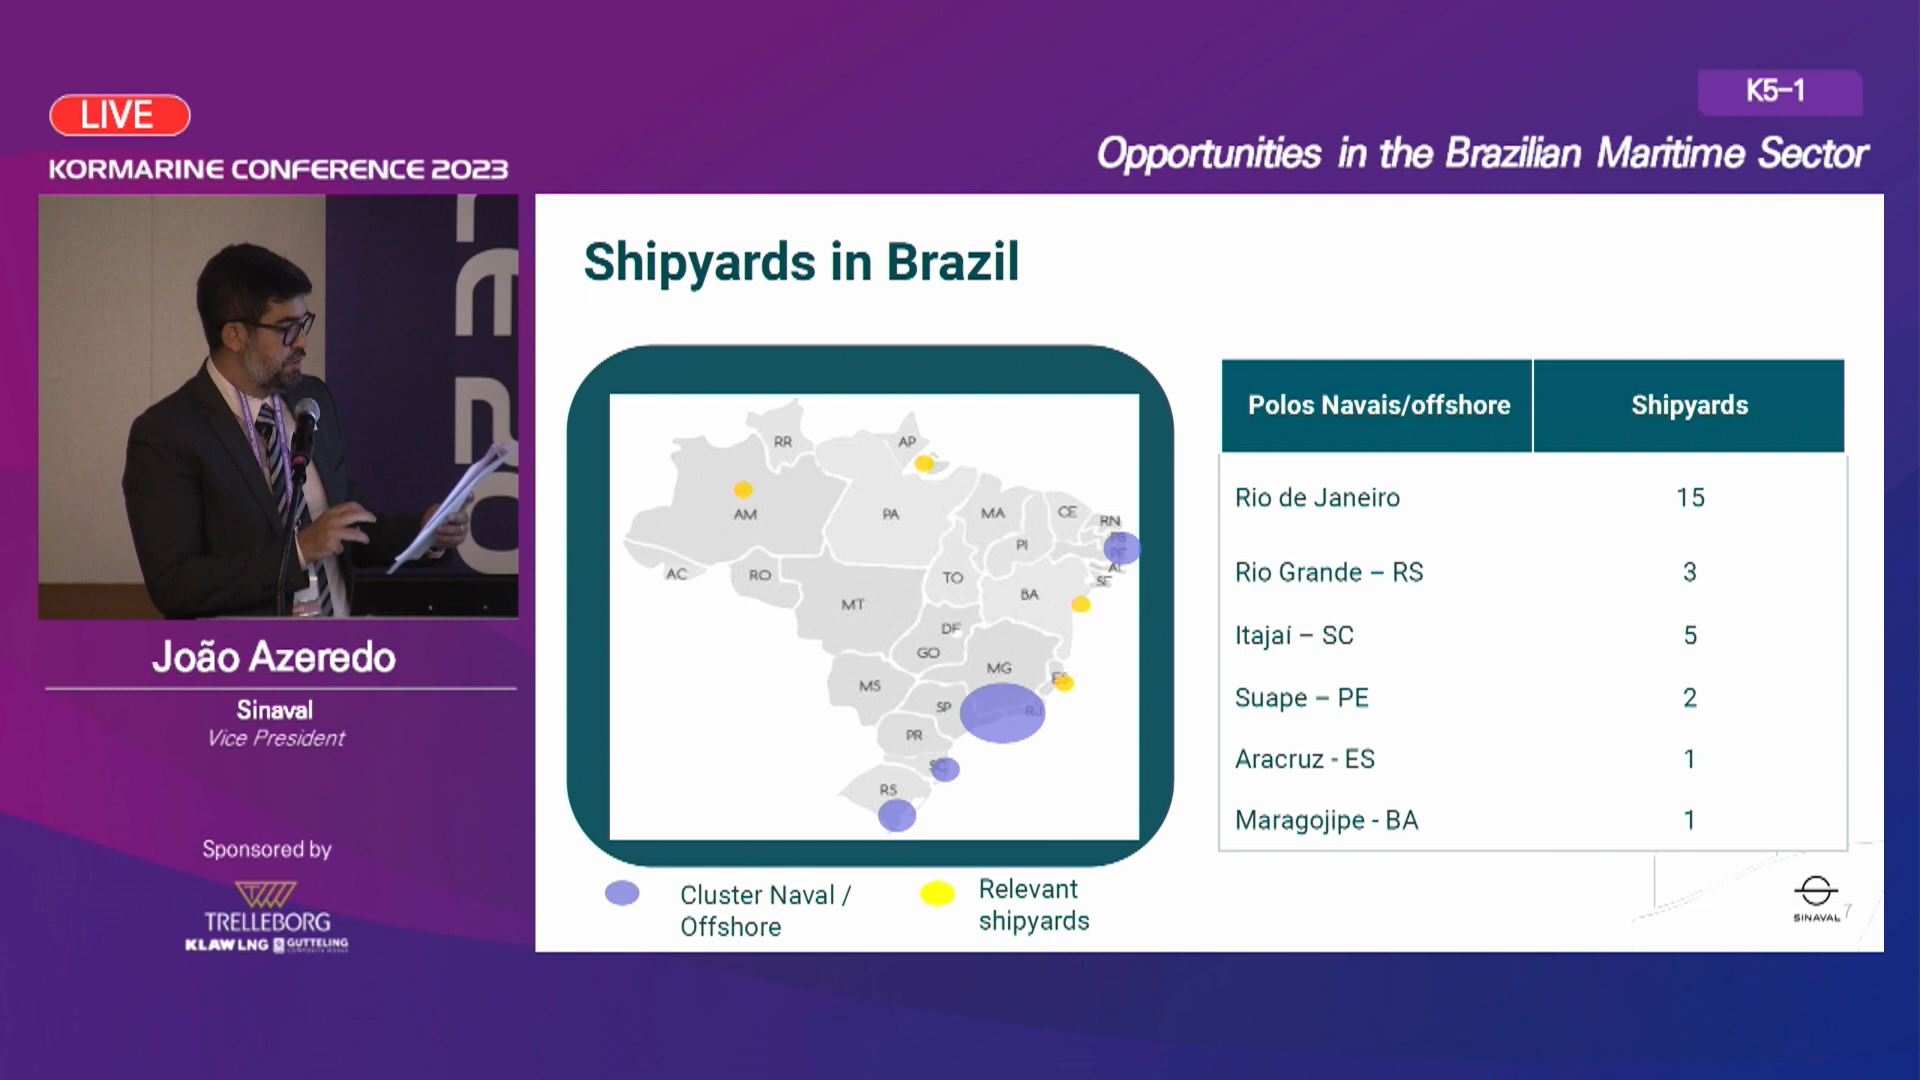 LIVE
KORMARINE CONFERENCE 2023
K5-1
Opportunities in the Brazilian Maritime Sector
João Azeredo
Sinaval
Vice President
Sponsored by
TRELLEBORG
KLAW LNG GUTTELING
Shipyards in Brazil
RR
AP
AM
PA
MA
CE
RN
PB
PE
PI
AL
SE
AC
RO
TO
BA
MT
DF
GO
MG
ES
MS
SP
RJ
PR
SC
RS
Cluster Naval /
Offshore
Relevant
shipyards
Polos Navais/offshore Shipyards
Rio de Janeiro 15
Rio Grande – RS 3
Itajaí – SC 5
Suape – PE 2
Aracruz - ES 1
Maragojipe - BA 1
SINAVAL 7